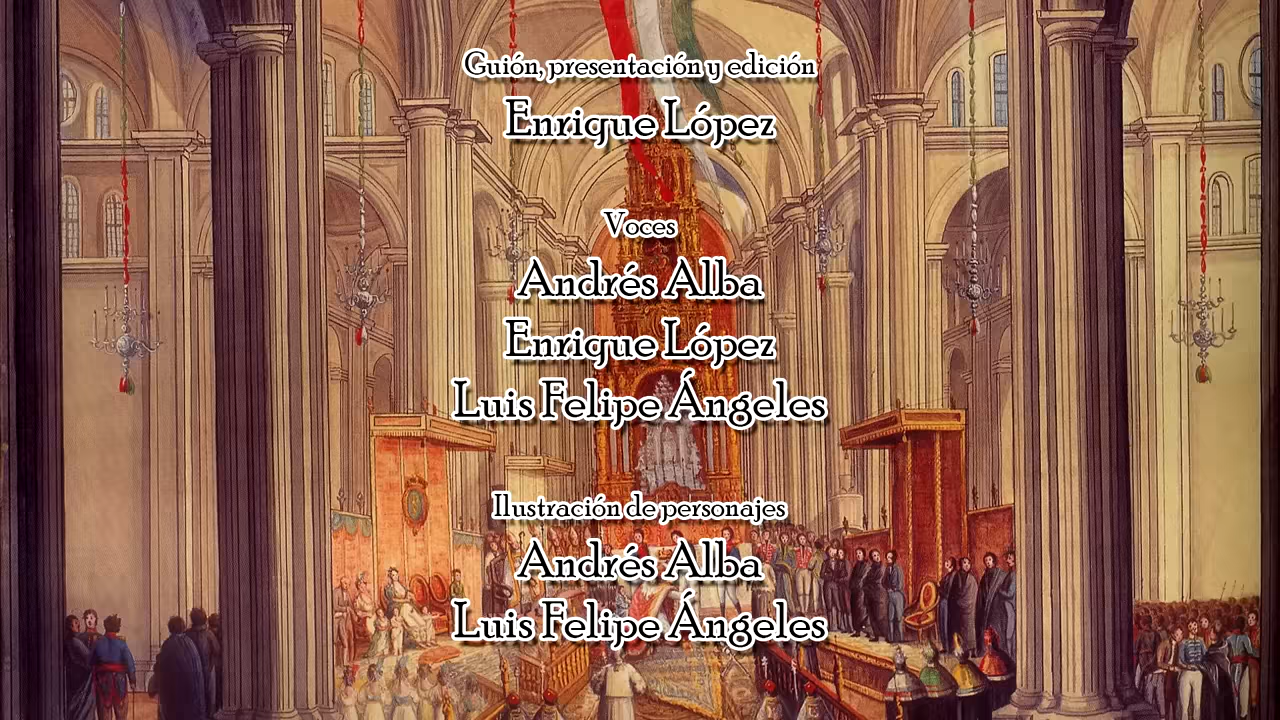 Guión, presentación y edición
Enrique López
Voces
Andrés Alba
Enrique López
Luis Felipe Ángeles
Ilustración de personajes
Andrés Alba
Luis Felipe Ángeles